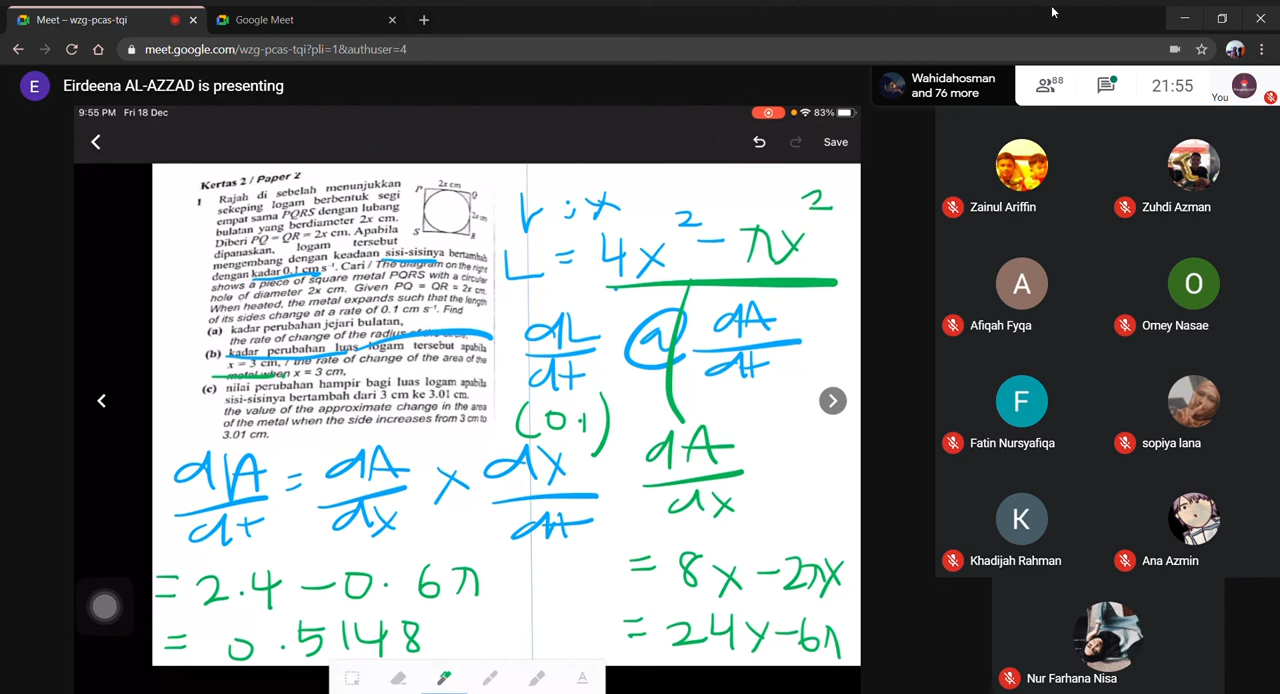 Meet – wzg-pcas-tqi
Google Meet
meet.google.com/wzg-pcas-tqi?pli=1&authuser=4
E
Eirdeena AL-AZZAD is presenting
Wahidahosman
and 76 more
88
21:55
You
9:55 PM Fri 18 Dec
83%
Save
Kertas 2 / Paper 2
1 Rajah di sebelah menunjukkan
sekeping logam berbentuk segi
empat sama PQRS dengan lubang
bulatan yang berdiameter 2x cm.
Diberi PQ = QR = 2x cm. Apabila
dipanaskan, logam tersebut
mengembang dengan keadaan sisi-sisinya bertambah
dengan kadar 0.1 cm s⁻¹. Cari / The diagram on the right
shows a piece of square metal PQRS with a circular
hole of diameter 2x cm. Given PQ = QR = 2x cm.
When heated, the metal expands such that the length
of its sides change at a rate of 0.1 cm s⁻¹. Find
(a) kadar perubahan jejari bulatan,
the rate of change of the radius of the circle,
(b) kadar perubahan luas logam tersebut apabila
x = 3 cm, / the rate of change of the area of the
metal when x = 3 cm,
(c) nilai perubahan hampir bagi luas logam apabila
sisi-sisinya bertambah dari 3 cm ke 3.01 cm.
the value of the approximate change in the area
of the metal when the side increases from 3 cm to
3.01 cm.
2x cm
P
Q
2x cm
S
R
r ; x
L = 4x² - πx²
dL/dt @ dA/dt
(0.1)
dA/dx
dA/dt = dA/dx × dx/dt
= 8x - 2πx
= 2.4 - 0.6π
= 24x - 6π
= 0.5148
A
Zainul Ariffin
Zuhdi Azman
A
O
Afiqah Fyqa
Omey Nasae
F
Fatin Nursyafiqa
sopiya lana
K
Khadijah Rahman
Ana Azmin
Nur Farhana Nisa